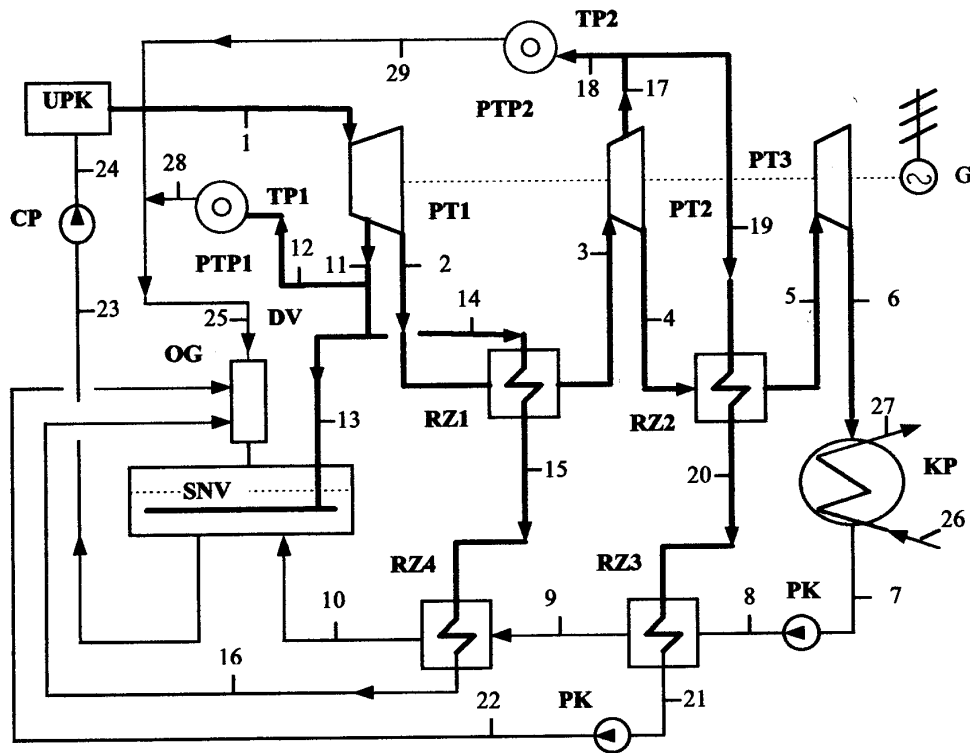 TP2
29
18
17
UPK
PTP2
1
PT3
24
28
G
TP1
PT1
PT2
CP
12
19
PTP1
11
2
3
5
6
14
4
23
25
DV
OG
RZ1
RZ2
27
13
KP
SNV
15
20
26
RZ4
RZ3
10
9
8
PK
7
16
22
PK
21